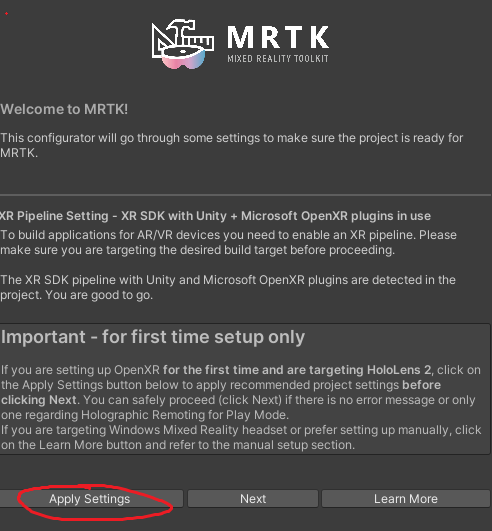 MRTK
MIXED REALITY TOOLKIT
Welcome to MRTK!
This configurator will go through some settings to make sure the project is ready for
MRTK.
XR Pipeline Setting - XR SDK with Unity + Microsoft OpenXR plugins in use
To build applications for AR/VR devices you need to enable an XR pipeline. Please
make sure you are targeting the desired build target before proceeding.
The XR SDK pipeline with Unity and Microsoft OpenXR plugins are detected in the
project. You are good to go.
Important - for first time setup only
If you are setting up OpenXR for the first time and are targeting HoloLens 2, click on
the Apply Settings button below to apply recommended project settings before
clicking Next. You can safely proceed (click Next) if there is no error message or only
one regarding Holographic Remoting for Play Mode.
If you are targeting Windows Mixed Reality headset or prefer setting up manually, click
on the Learn More button and refer to the manual setup section.
Apply Settings Next Learn More